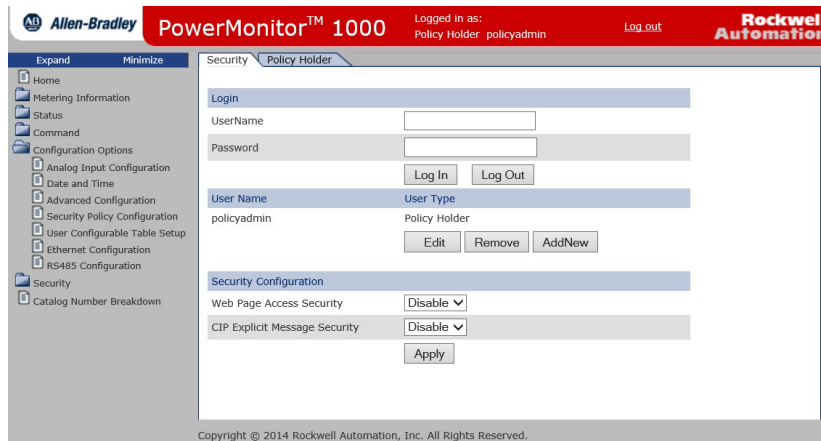 Allen-Bradley
PowerMonitor™ 1000
Logged in as:
Policy Holder policyadmin
Log out
Rockwel
Automation
Expand Minimize
Home
Metering Information
Status
Command
Configuration Options
Analog Input Configuration
Date and Time
Advanced Configuration
Security Policy Configuration
User Configurable Table Setup
Ethernet Configuration
RS485 Configuration
Security
Catalog Number Breakdown
Security Policy Holder
Login
UserName
Password
Log In Log Out
User Name User Type
policyadmin Policy Holder
Edit Remove AddNew
Security Configuration
Web Page Access Security Disable
CIP Explicit Message Security Disable
Apply
Copyright © 2014 Rockwell Automation, Inc. All Rights Reserved.